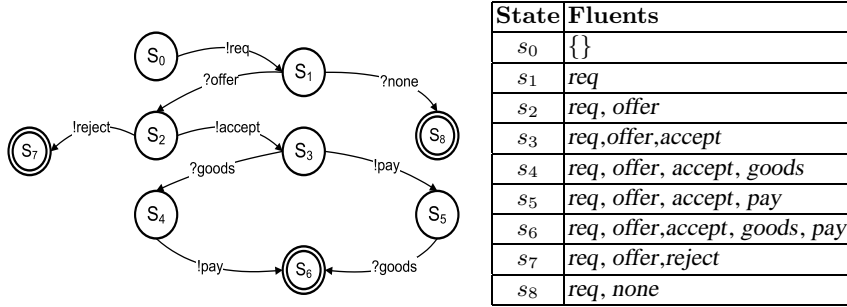 !req
S0
S1
?offer
?none
!reject
S2
!accept
S8
S7
S3
?goods
!pay
S4
S5
!pay
S6
?goods
State Fluents
s0 {}
s1 req
s2 req, offer
s3 req,offer,accept
s4 req, offer, accept, goods
s5 req, offer, accept, pay
s6 req, offer,accept, goods, pay
s7 req, offer,reject
s8 req, none